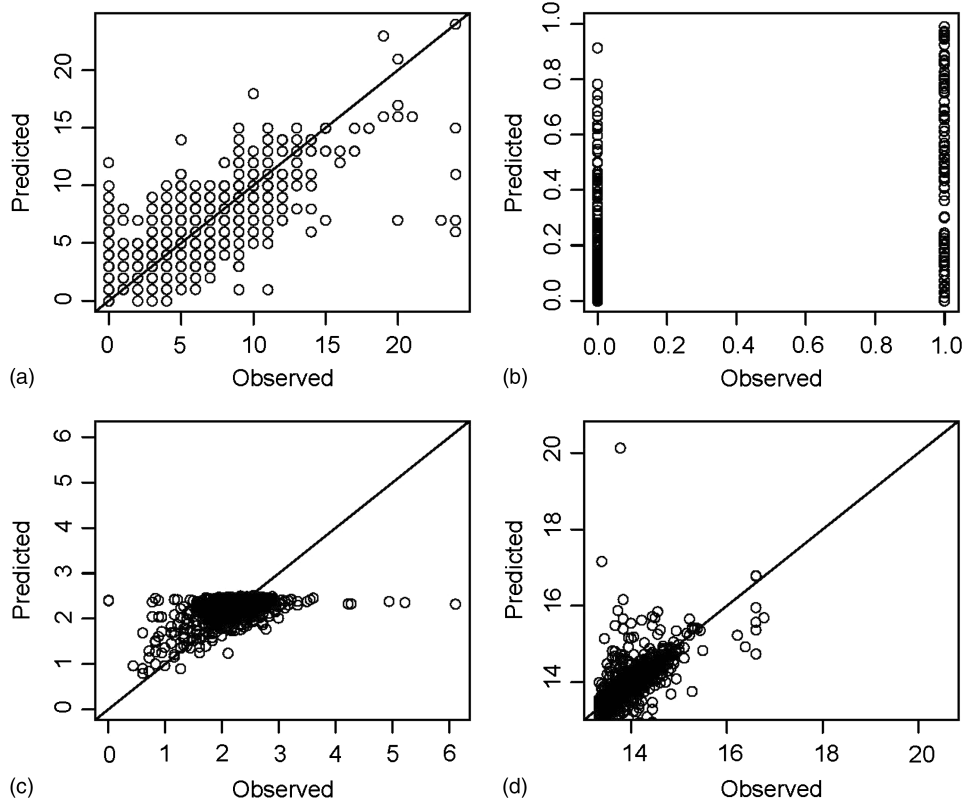 20
15
10
5
0
Predicted
0 5 10 15 20
Observed
(a)
1.0
0.8
0.6
0.4
0.2
0.0
Predicted
0.0 0.2 0.4 0.6 0.8 1.0
Observed
(b)
6
5
4
3
2
1
0
Predicted
0 1 2 3 4 5 6
Observed
(c)
20
18
16
14
Predicted
14 16 18 20
Observed
(d)